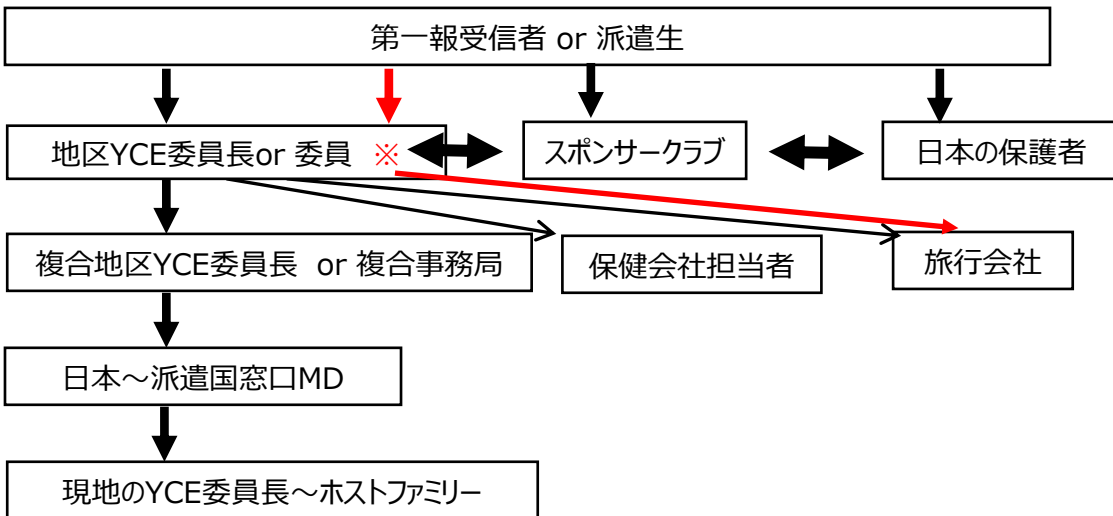 第一報受信者 or 派遣生
地区YCE委員長or 委員 ※
スポンサークラブ
日本の保護者
複合地区YCE委員長 or 複合事務局
保健会社担当者
旅行会社
日本～派遣国窓口MD
現地のYCE委員長～ホストファミリー